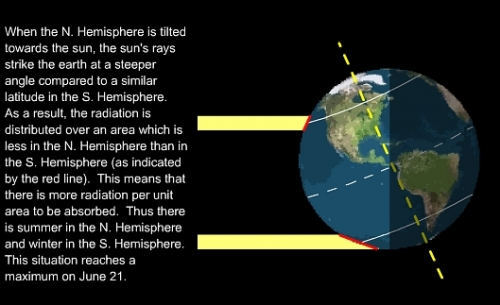 When the N. Hemisphere is tilted
towards the sun, the sun's rays
strike the earth at a steeper
angle compared to a similar
latitude in the S. Hemisphere.
As a result, the radiation is
distributed over an area which is
less in the N. Hemisphere than in
the S. Hemisphere (as indicated
by the red line).  This means that
there is more radiation per unit
area to be absorbed.  Thus there
is summer in the N. Hemisphere
and winter in the S. Hemisphere.
This situation reaches a
maximum on June 21.